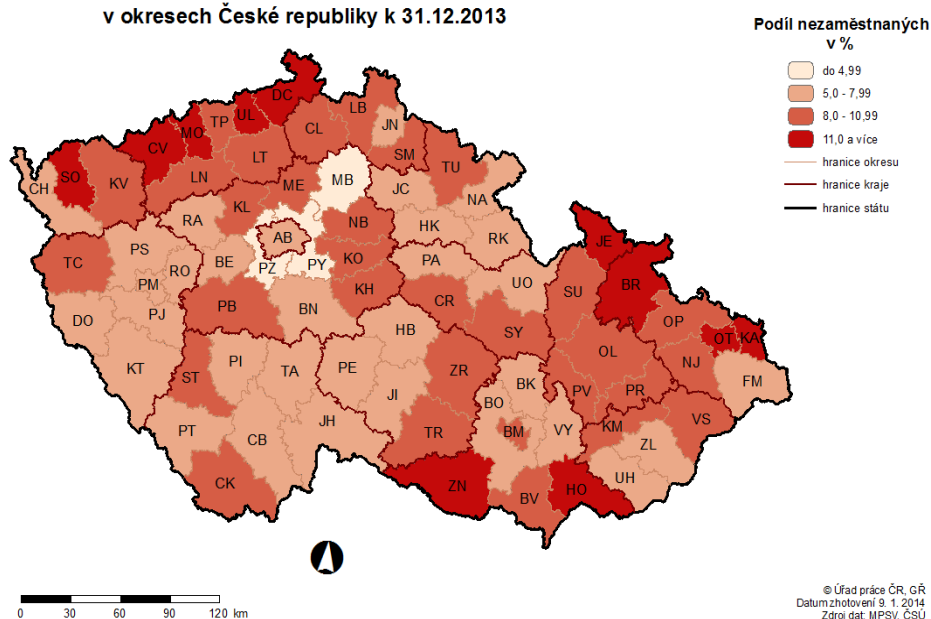 v okresech České republiky k 31.12.2013
Podíl nezaměstnaných
v %
do 4,99
5,0 - 7,99
8,0 - 10,99
11,0 a více
hranice okresu
hranice kraje
hranice státu
DC
LB
UL
TP
MO
CL
JN
CV
LT
SM
TU
SO
KV
LN
ME
MB
JC
NA
CH
RA
KL
NB
HK
RK
AB
JE
TC
PS
RO
BE
PZ
PY
KO
PA
UO
SU
BR
PM
PB
BN
KH
CR
DO
PJ
SY
OP
HB
OT
KA
KT
ST
PI
TA
PE
ZR
OL
NJ
FM
JI
BO
BK
PV
PR
PT
CB
JH
TR
BM
VY
KM
VS
ZL
CK
ZN
BV
HO
UH
0 30 60 90 120 km
© Úřad práce ČR, GŘ
Datum zhotovení 9. 1. 2014
Zdroj dat: MPSV, ČSÚ